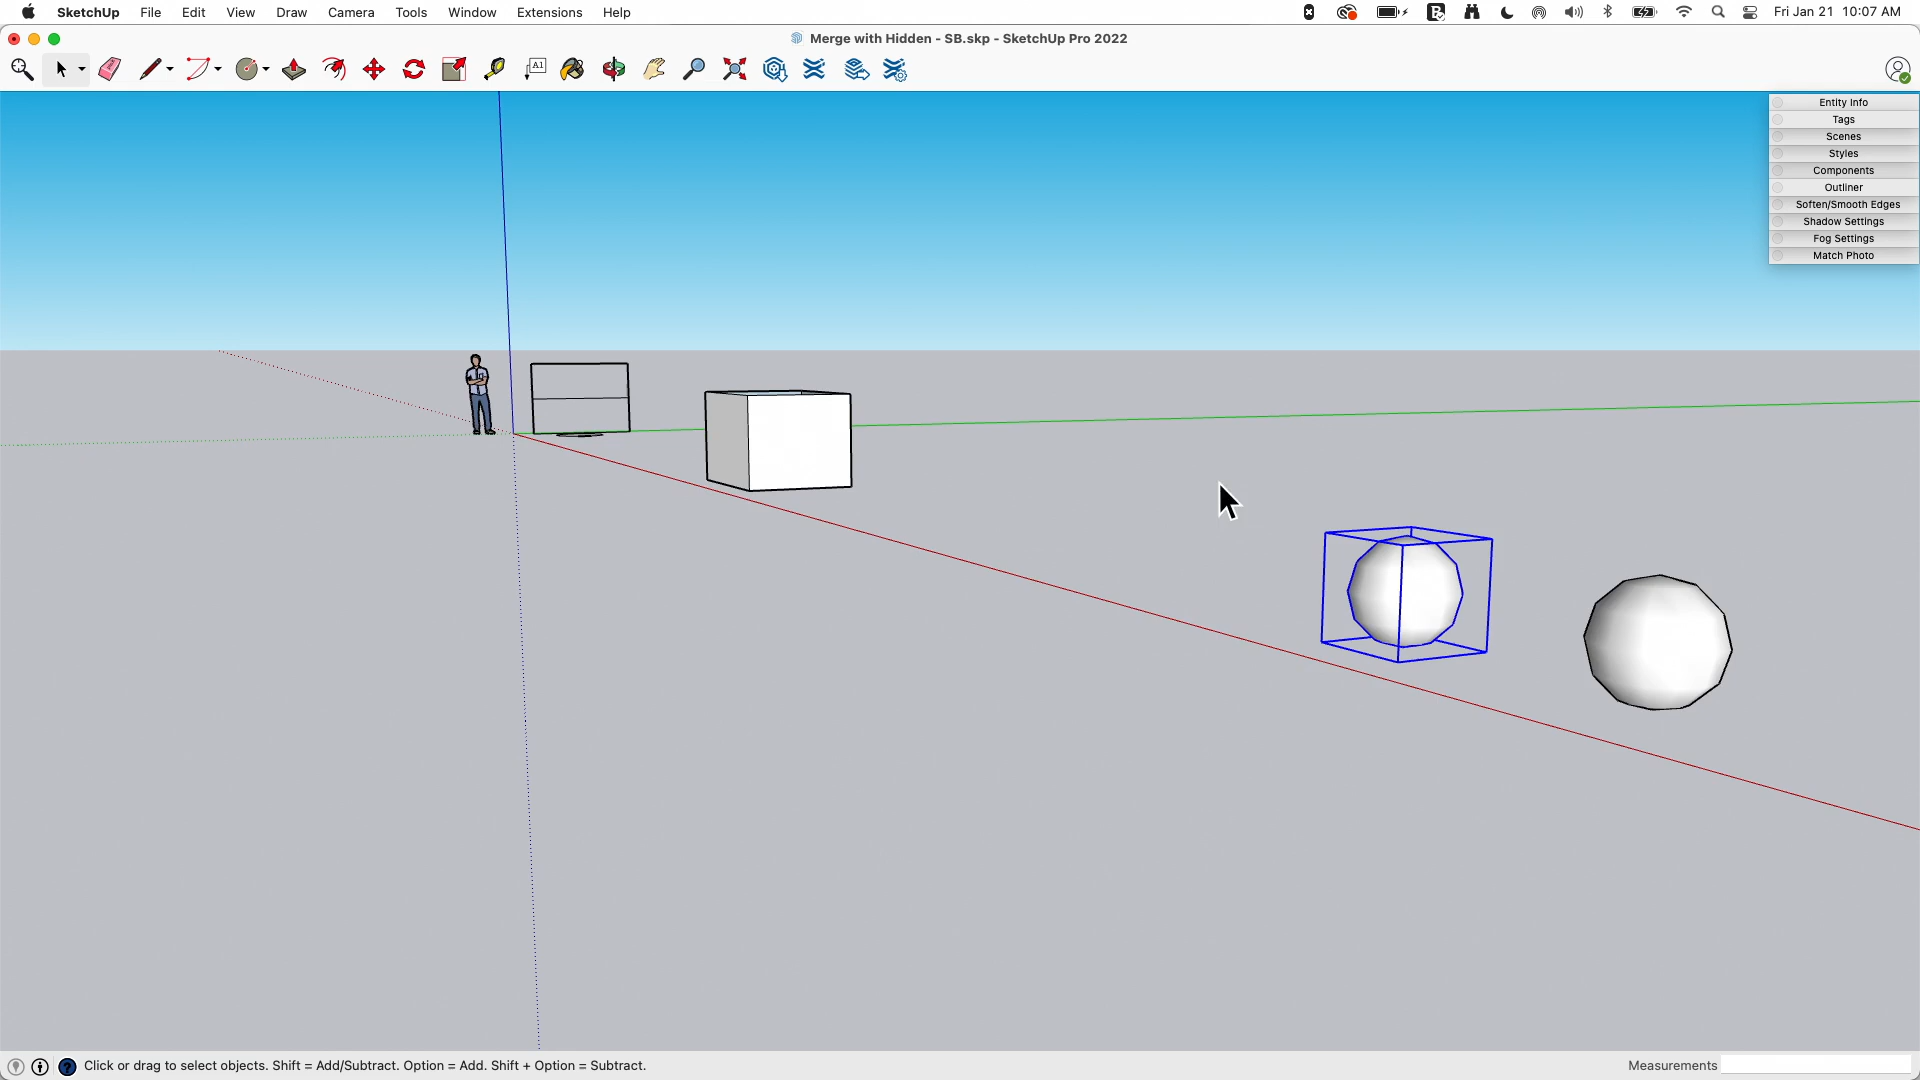 SketchUp File Edit View Draw Camera Tools Window Extensions Help Fri Jan 21 10:07 AM
Merge with Hidden - SB.skp - SketchUp Pro 2022
A1
Entity Info
Tags
Scenes
Styles
Components
Outliner
Soften/Smooth Edges
Shadow Settings
Fog Settings
Match Photo
Click or drag to select objects. Shift = Add/Subtract. Option = Add. Shift + Option = Subtract. Measurements